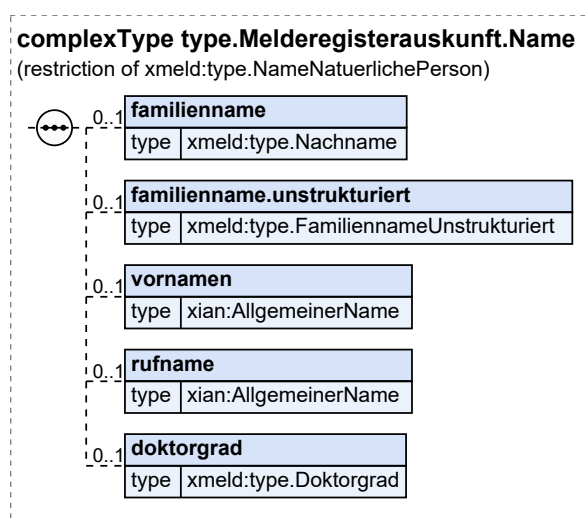 complexType type.Melderegisterauskunft.Name
(restriction of xmeld:type.NameNatuerlichePerson)
0..1 familienname
type xmeld:type.Nachname
0..1 familienname.unstrukturiert
type xmeld:type.FamiliennameUnstrukturiert
0..1 vornamen
type xian:AllgemeinerName
0..1 rufname
type xian:AllgemeinerName
0..1 doktorgrad
type xmeld:type.Doktorgrad